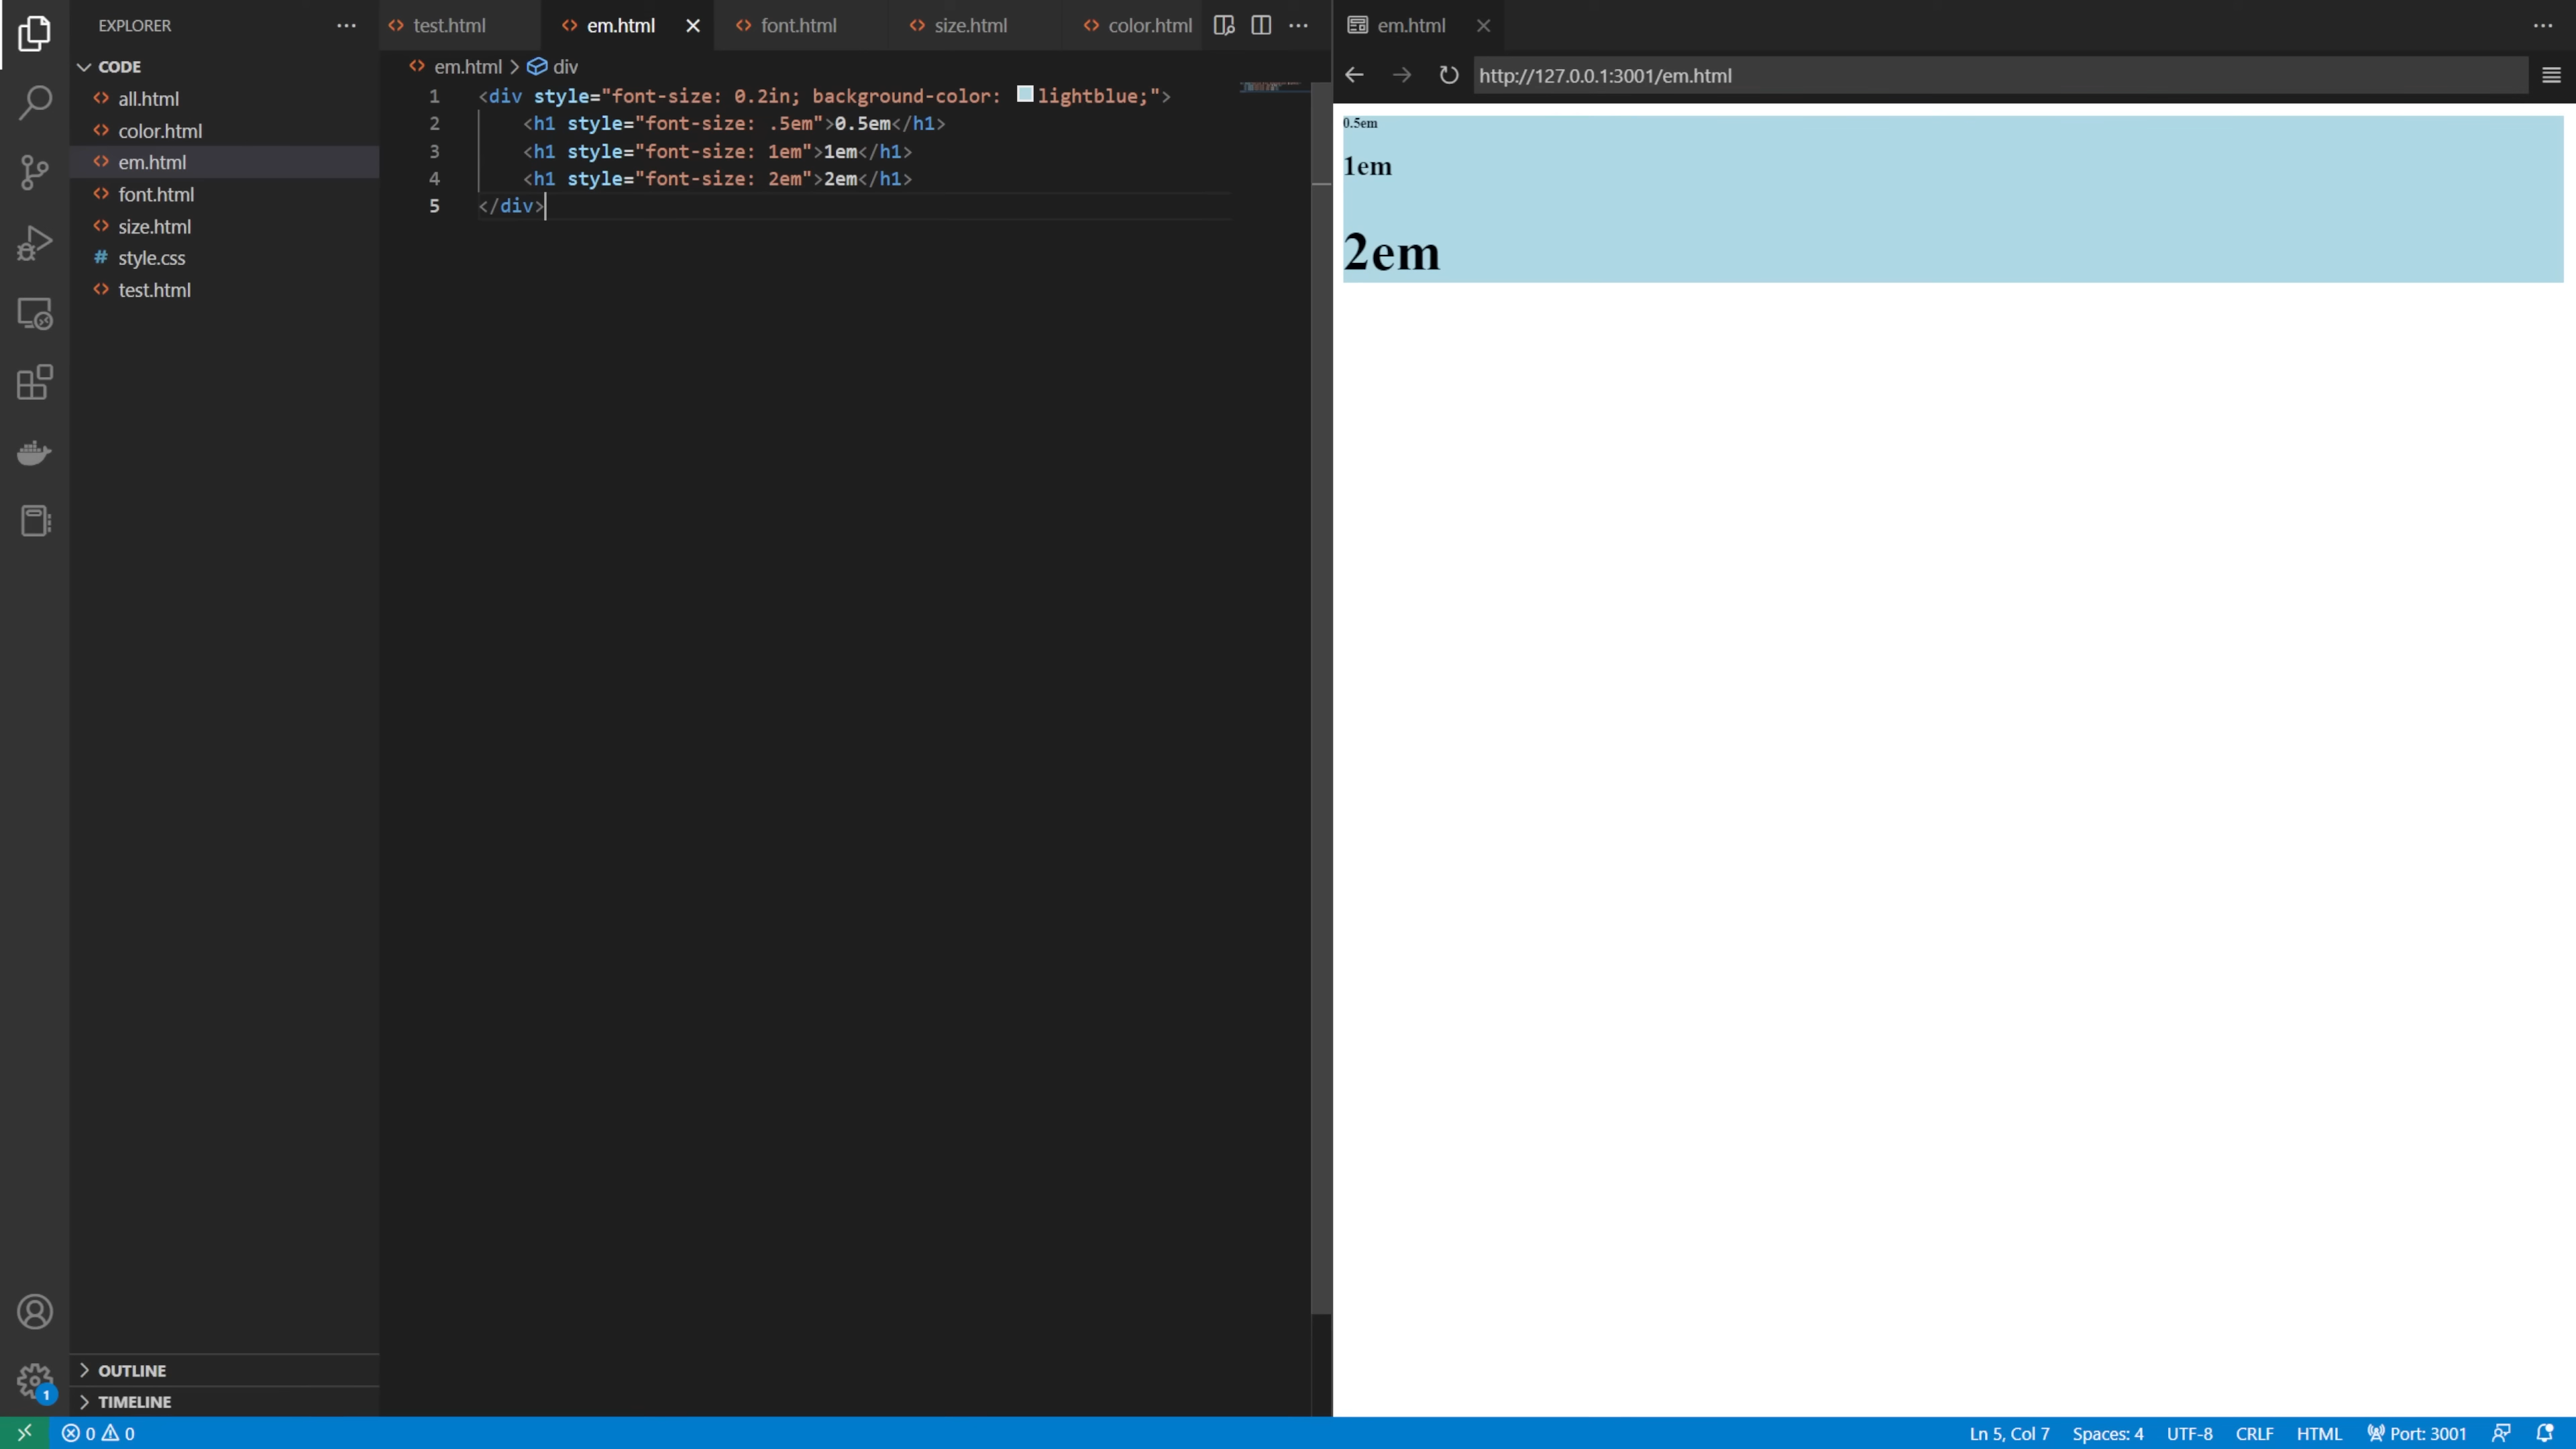 EXPLORER
CODE
all.html
color.html
em.html
font.html
size.html
style.css
test.html
OUTLINE
TIMELINE
test.html
em.html
font.html
size.html
color.html
em.html > div
1 <div style="font-size: 0.2in; background-color: lightblue;">
2 <h1 style="font-size: .5em">0.5em</h1>
3 <h1 style="font-size: 1em">1em</h1>
4 <h1 style="font-size: 2em">2em</h1>
5 </div>
em.html
http://127.0.0.1:3001/em.html
0.5em
1em
2em
1
0 0
Ln 5, Col 7 Spaces: 4 UTF-8 CRLF HTML Port: 3001